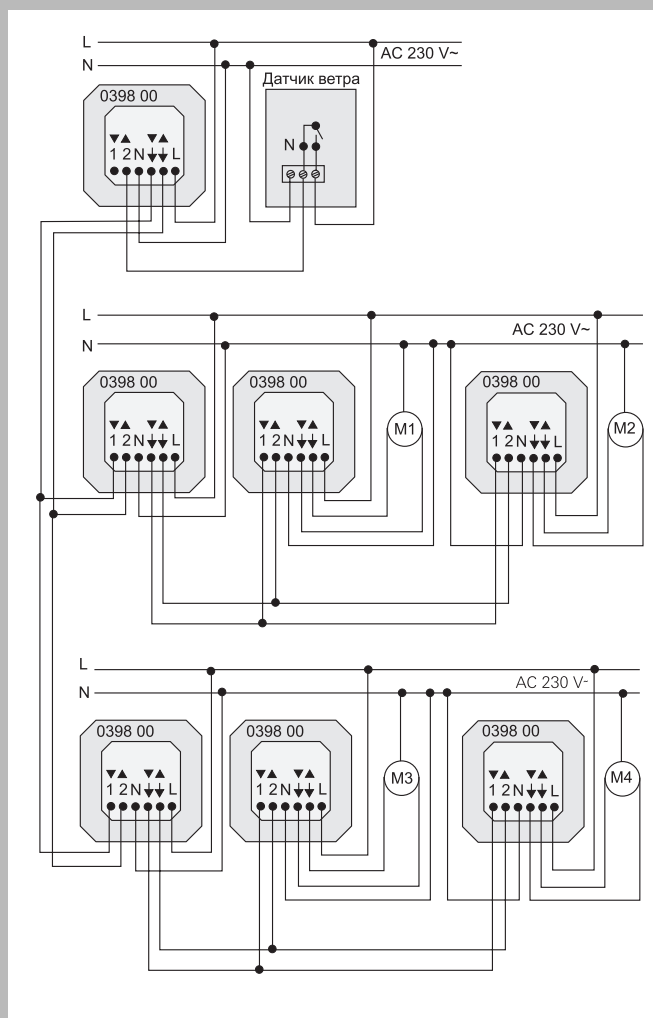 L
AC 230 V~
N
Датчик ветра
0398 00
▼▲ ▼▲
N
1 2 N L
L
AC 230 V~
N
0398 00 0398 00 0398 00
▼▲ ▼▲ ▼▲ ▼▲ M1 ▼▲ ▼▲ M2
1 2 N L 1 2 N L 1 2 N L
L
AC 230 V-
N
0398 00 0398 00 0398 00
▼▲ ▼▲ ▼▲ ▼▲ M3 ▼▲ ▼▲ M4
1 2 N L 1 2 N L 1 2 N L